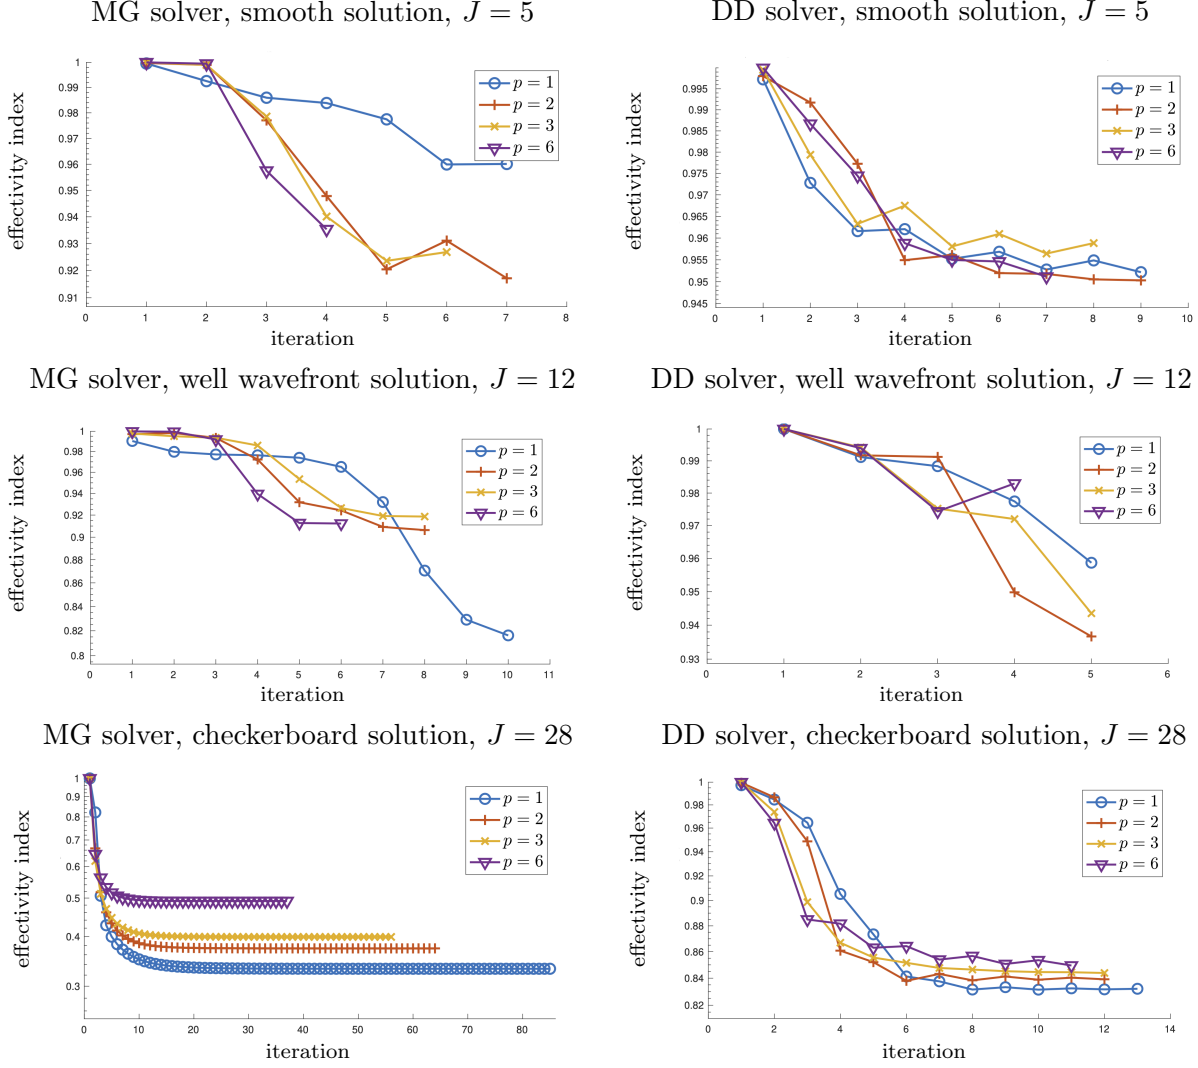 MG solver, smooth solution, J = 5
effectivity index
1
0.99
0.98
0.97
0.96
0.95
0.94
0.93
0.92
0.91
0 1 2 3 4 5 6 7 8
iteration
p = 1
p = 2
p = 3
p = 6
DD solver, smooth solution, J = 5
effectivity index
0.995
0.99
0.985
0.98
0.975
0.97
0.965
0.96
0.955
0.95
0.945
0 1 2 3 4 5 6 7 8 9 10
iteration
p = 1
p = 2
p = 3
p = 6
MG solver, well wavefront solution, J = 12
effectivity index
1
0.98
0.96
0.94
0.92
0.9
0.88
0.86
0.84
0.82
0.8
0 1 2 3 4 5 6 7 8 9 10 11
iteration
p = 1
p = 2
p = 3
p = 6
DD solver, well wavefront solution, J = 12
effectivity index
1
0.99
0.98
0.97
0.96
0.95
0.94
0.93
0 1 2 3 4 5 6
iteration
p = 1
p = 2
p = 3
p = 6
MG solver, checkerboard solution, J = 28
effectivity index
1
0.9
0.8
0.7
0.6
0.5
0.4
0.3
0 10 20 30 40 50 60 70 80
iteration
p = 1
p = 2
p = 3
p = 6
DD solver, checkerboard solution, J = 28
effectivity index
1
0.98
0.96
0.94
0.92
0.9
0.88
0.86
0.84
0.82
0 2 4 6 8 10 12 14
iteration
p = 1
p = 2
p = 3
p = 6